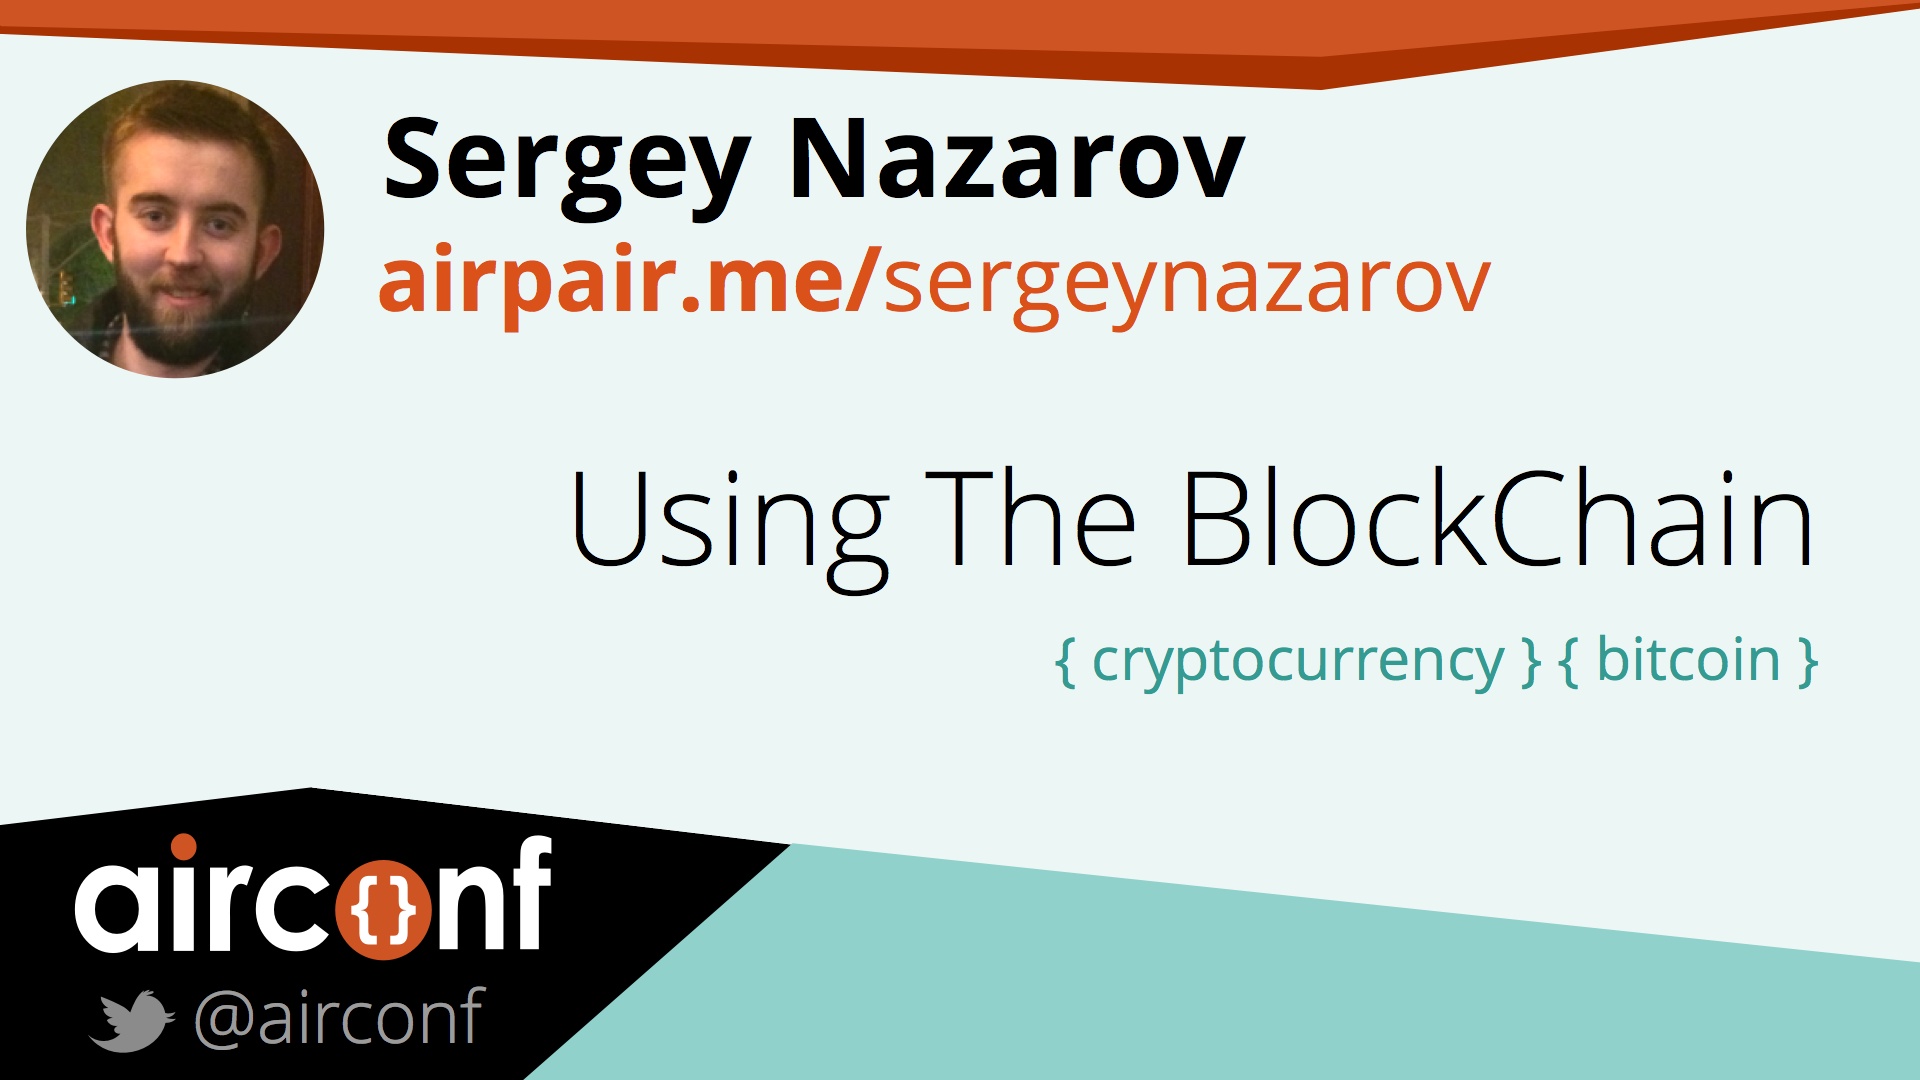 Sergey Nazarov
airpair.me/sergeynazarov
Using The BlockChain
{ cryptocurrency } { bitcoin }
airc{}nf
@airconf